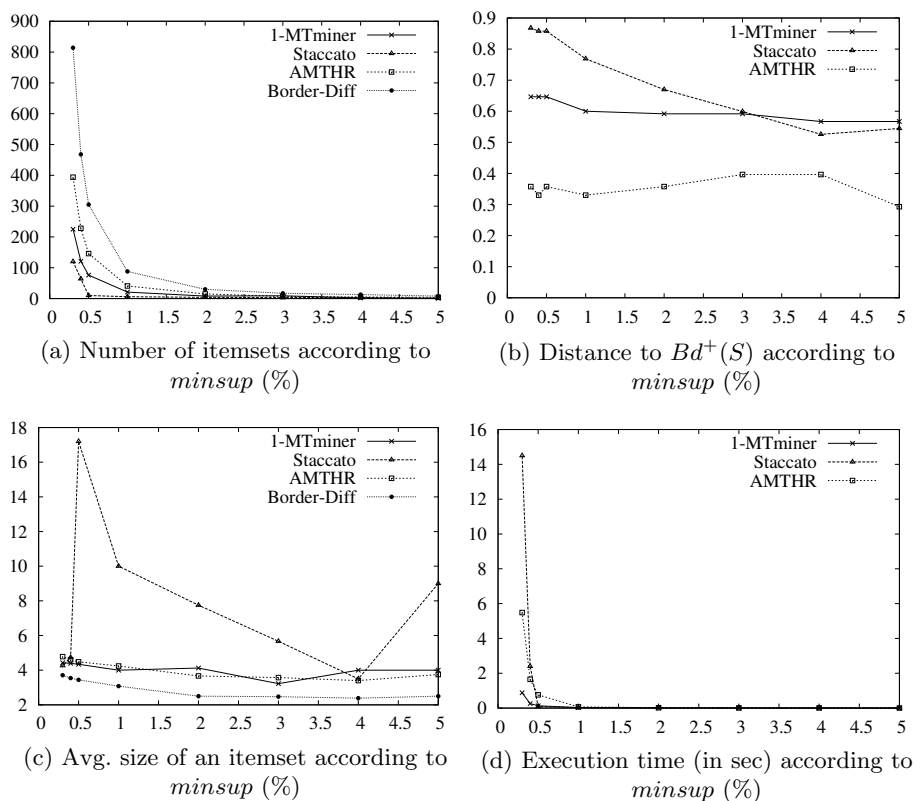 900
800
700
600
500
400
300
200
100
0
0 0.5 1 1.5 2 2.5 3 3.5 4 4.5 5
1-MTminer
Staccato
AMTHR
Border-Diff
(a) Number of itemsets according to
minsup (%)
0.9
0.8
0.7
0.6
0.5
0.4
0.3
0.2
0.1
0
0 0.5 1 1.5 2 2.5 3 3.5 4 4.5 5
1-MTminer
Staccato
AMTHR
(b) Distance to Bd⁺(S) according to
minsup (%)
18
16
14
12
10
8
6
4
2
0 0.5 1 1.5 2 2.5 3 3.5 4 4.5 5
1-MTminer
Staccato
AMTHR
Border-Diff
(c) Avg. size of an itemset according to
minsup (%)
16
14
12
10
8
6
4
2
0
0 0.5 1 1.5 2 2.5 3 3.5 4 4.5 5
1-MTminer
Staccato
AMTHR
(d) Execution time (in sec) according to
minsup (%)